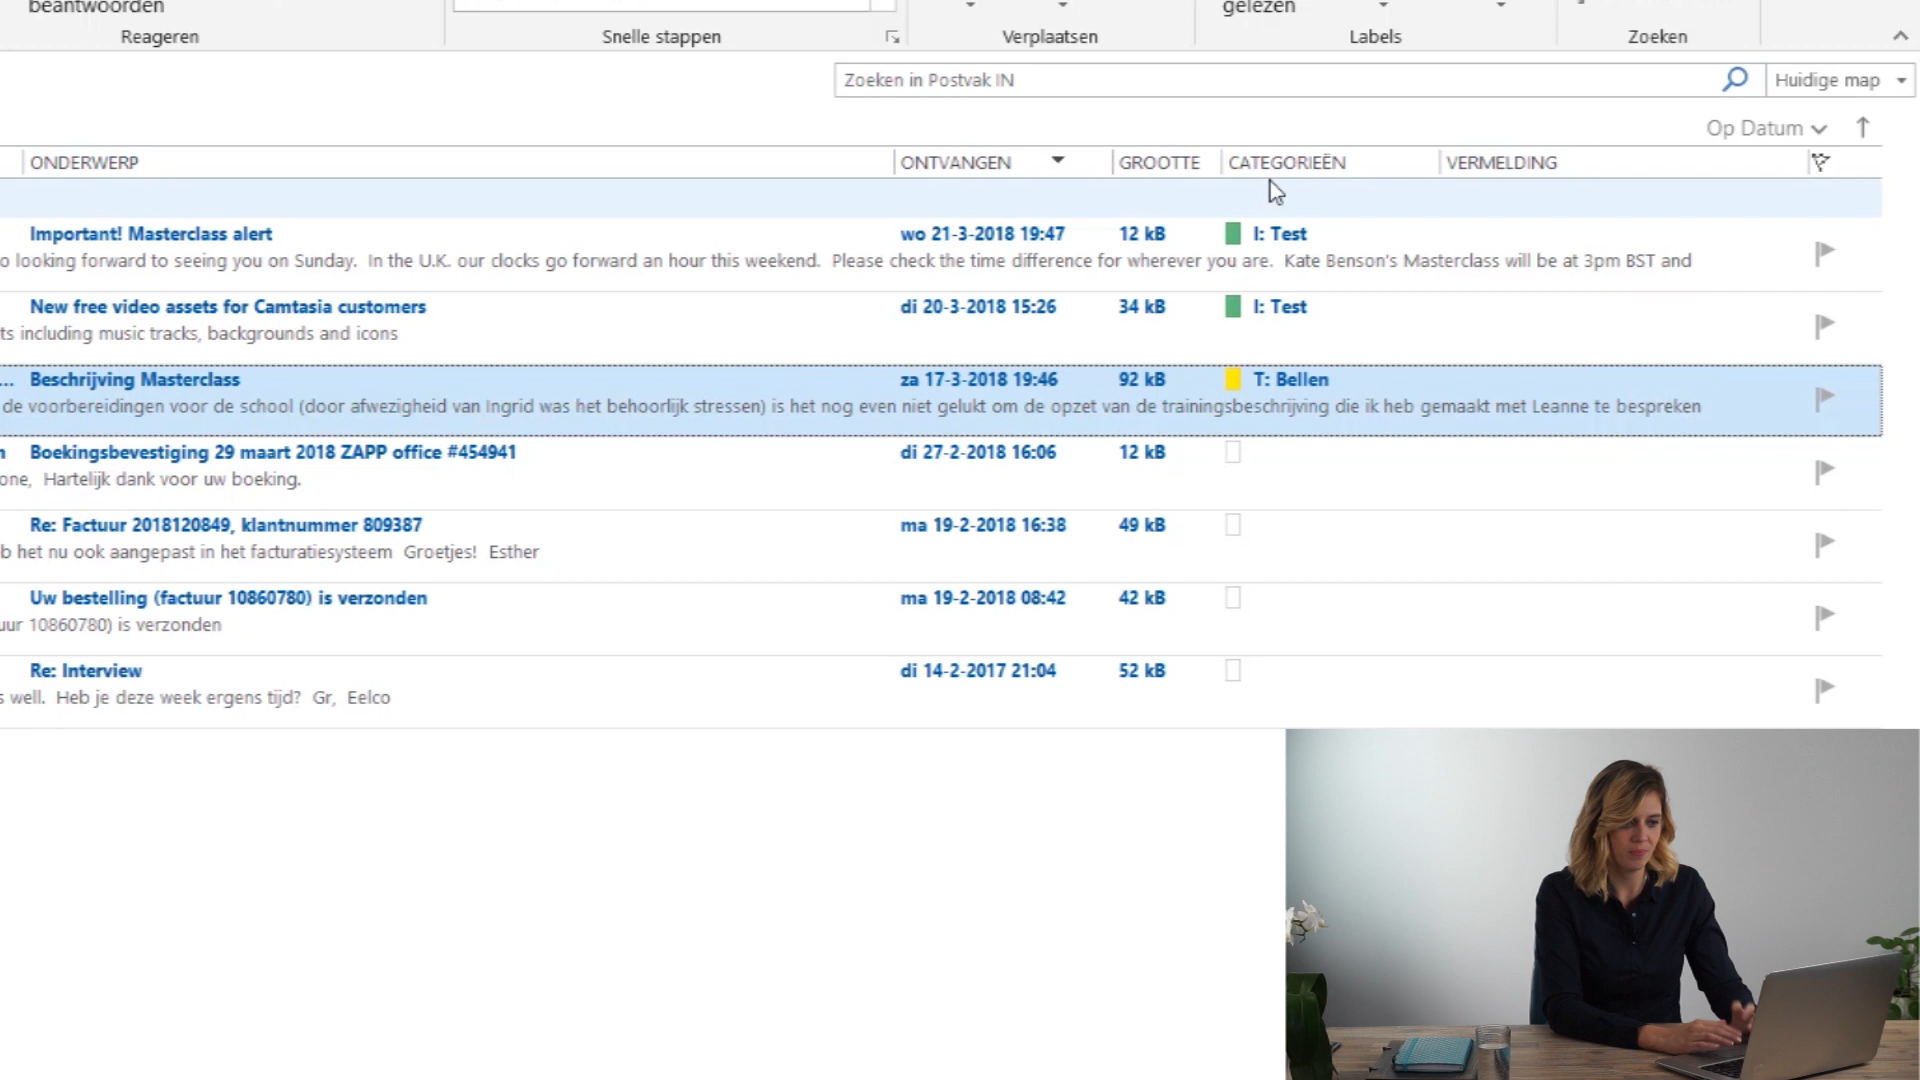 beantwoorden
gelezen
Reageren
Snelle stappen
Verplaatsen
Labels
Zoeken
Zoeken in Postvak IN
Huidige map
Op Datum
ONDERWERP
ONTVANGEN
GROOTTE
CATEGORIEËN
VERMELDING
Important! Masterclass alert wo 21-3-2018 19:47 12 kB I: Test
o looking forward to seeing you on Sunday. In the U.K. our clocks go forward an hour this weekend. Please check the time difference for wherever you are. Kate Benson's Masterclass will be at 3pm BST and
New free video assets for Camtasia customers di 20-3-2018 15:26 34 kB I: Test
ts including music tracks, backgrounds and icons
... Beschrijving Masterclass za 17-3-2018 19:46 92 kB T: Bellen
de voorbereidingen voor de school (door afwezigheid van Ingrid was het behoorlijk stressen) is het nog even niet gelukt om de opzet van de trainingsbeschrijving die ik heb gemaakt met Leanne te bespreken
Boekingsbevestiging 29 maart 2018 ZAPP office #454941 di 27-2-2018 16:06 12 kB
one, Hartelijk dank voor uw boeking.
Re: Factuur 2018120849, klantnummer 809387 ma 19-2-2018 16:38 49 kB
b het nu ook aangepast in het facturatiesysteem Groetjes! Esther
Uw bestelling (factuur 10860780) is verzonden ma 19-2-2018 08:42 42 kB
uur 10860780) is verzonden
Re: Interview di 14-2-2017 21:04 52 kB
s well. Heb je deze week ergens tijd? Gr, Eelco